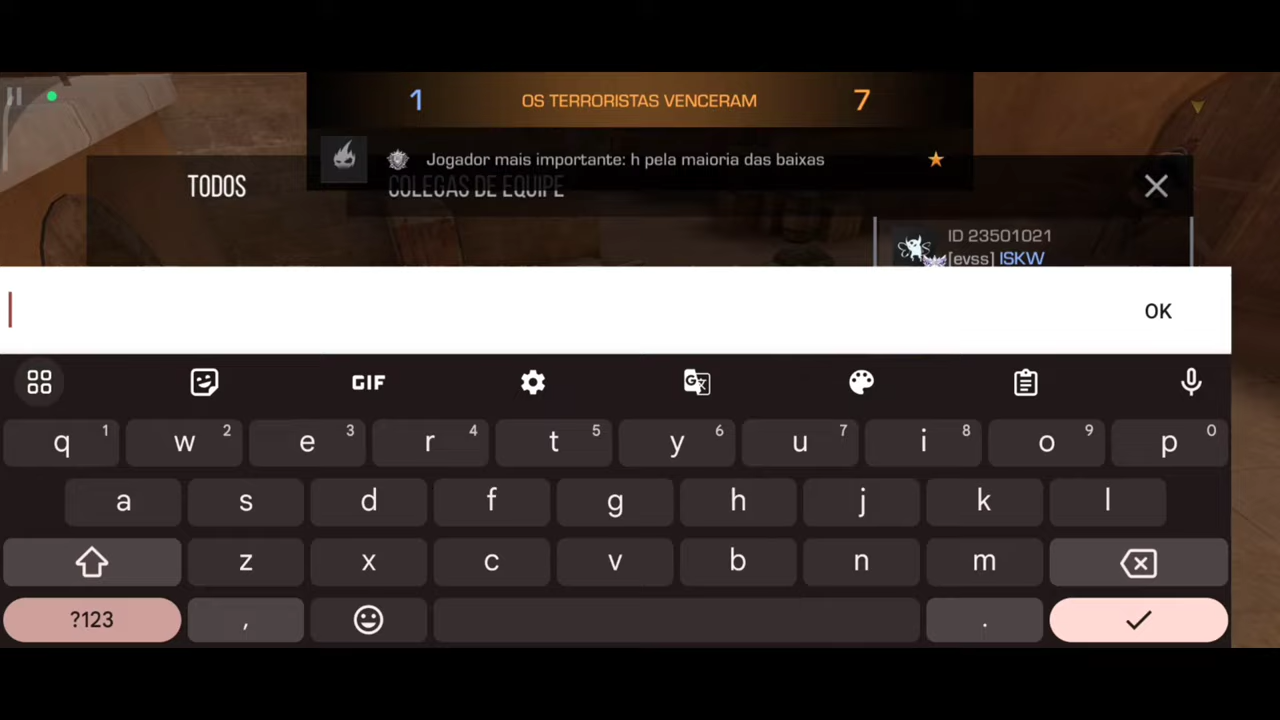 1 OS TERRORISTAS VENCERAM 7
Jogador mais importante: h pela maioria das baixas
TODOS COLEGAS DE EQUIPE
ID 23501021
[evss] ISKW
OK
GIF
q 1 w 2 e 3 r 4 t 5 y 6 u 7 i 8 o 9 p 0
a s d f g h j k l
z x c v b n m
?123 , .